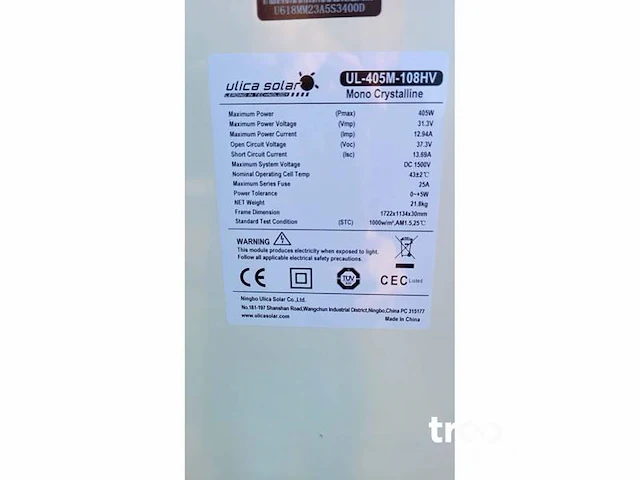 U618MM23A5S3400D
ulica solar
LEADING IN TECHNOLOGY
UL-405M-108HV
Mono Crystalline
Maximum Power (Pmax) 405W
Maximum Power Voltage (Vmp) 31.3V
Maximum Power Current (Imp) 12.94A
Open Circuit Voltage (Voc) 37.3V
Short Circuit Current (Isc) 13.69A
Maximum System Voltage DC 1500V
Nominal Operating Cell Temp 43±2℃
Maximum Series Fuse 25A
Power Tolerance 0~+5W
NET Weight 21.8kg
Frame Dimension 1722x1134x30mm
Standard Test Condition (STC) 1000w/m²,AM1.5,25℃
WARNING
This module produces electricity when exposed to light.
Follow all applicable electrical safety precautions.
CE
TÜV
CEC Listed
Ningbo Ulica Solar Co.,Ltd.
No.181-197 Shanshan Road,Wangchun Industrial District,Ningbo,China PC 315177
www.ulicasolar.com Made in China